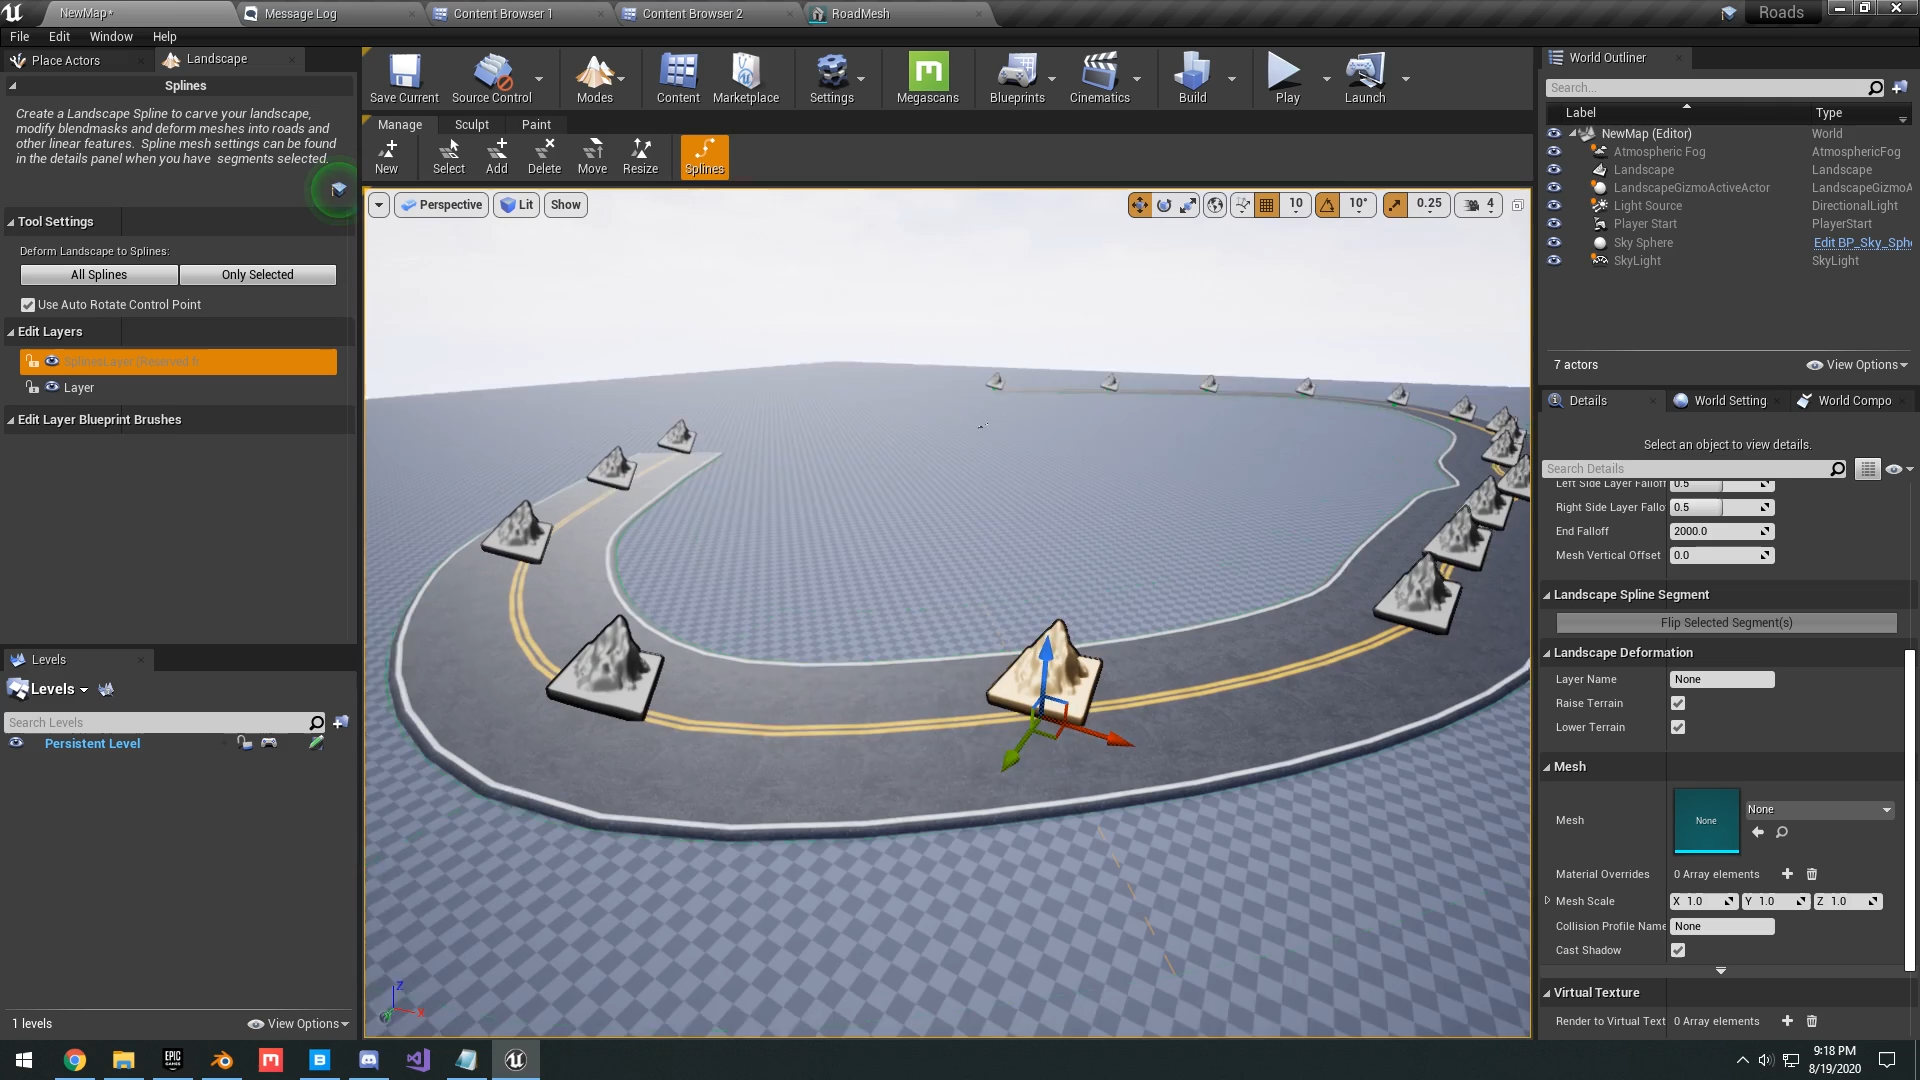 NewMap*
Message Log
Content Browser 1
Content Browser 2
RoadMesh
Roads
File Edit Window Help
Place Actors
Landscape
Splines
Create a Landscape Spline to carve your landscape,
modify blendmasks and deform meshes into roads and
other linear features. Spline mesh settings can be found
in the details panel when you have segments selected.
Tool Settings
Deform Landscape to Splines:
All Splines
Only Selected
Use Auto Rotate Control Point
Edit Layers
SplinesLayer (Reserved f
Layer
Edit Layer Blueprint Brushes
Levels
Levels
Search Levels
Persistent Level
1 levels
View Options
Save Current
Source Control
Modes
Content
Marketplace
Settings
Megascans
Blueprints
Cinematics
Build
Play
Launch
Manage
Sculpt
Paint
New
Select
Add
Delete
Move
Resize
Splines
Perspective
Lit
Show
10
10°
0.25
4
Z
X
World Outliner
Search...
Label Type
NewMap (Editor) World
Atmospheric Fog AtmosphericFog
Landscape Landscape
LandscapeGizmoActiveActor LandscapeGizmoA
Light Source DirectionalLight
Player Start PlayerStart
Sky Sphere Edit BP_Sky_Sph
SkyLight SkyLight
7 actors
View Options
Details
World Setting
World Compo
Select an object to view details.
Search Details
Left Side Layer Falloff 0.5
Right Side Layer Fallo 0.5
End Falloff 2000.0
Mesh Vertical Offset 0.0
Landscape Spline Segment
Flip Selected Segment(s)
Landscape Deformation
Layer Name None
Raise Terrain
Lower Terrain
Mesh
Mesh None None
Material Overrides 0 Array elements
Mesh Scale X 1.0 Y 1.0 Z 1.0
Collision Profile Name None
Cast Shadow
Virtual Texture
Render to Virtual Text 0 Array elements
EPIC
GAMES
M
B
9:18 PM
8/19/2020